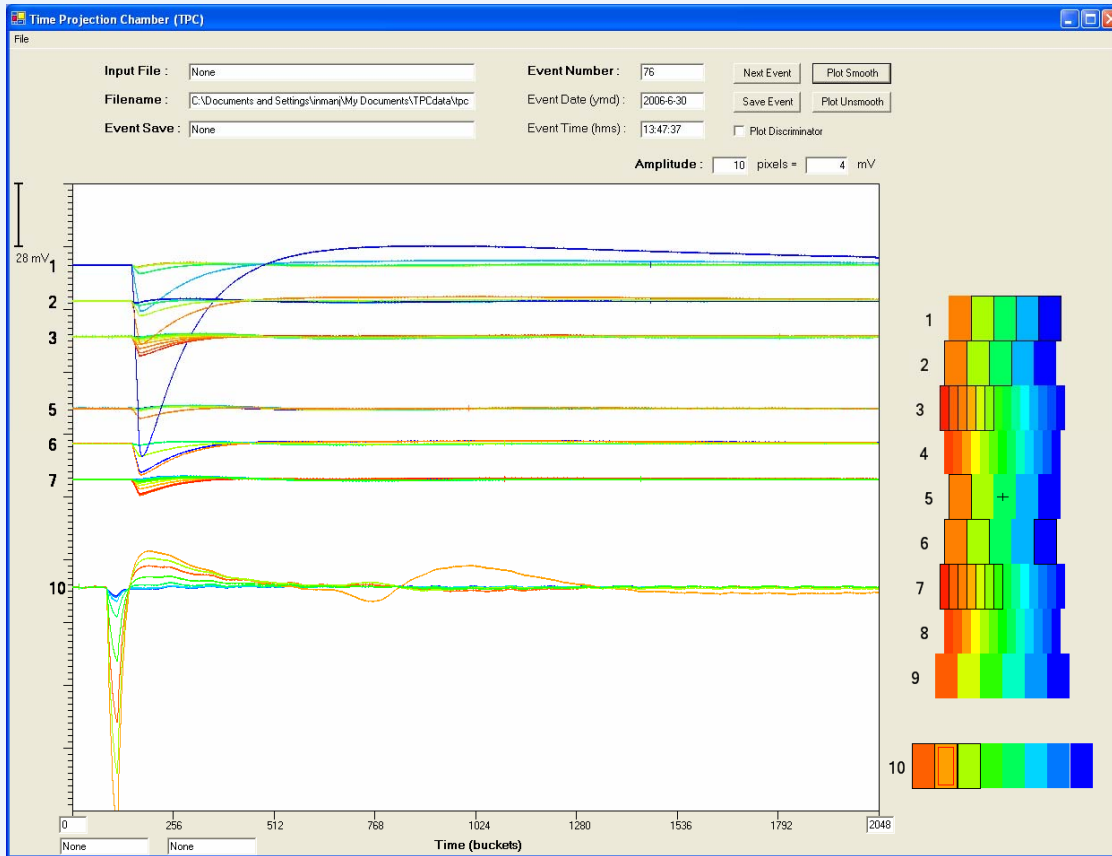 Time Projection Chamber (TPC)
File
Input File : None
Event Number : 76
Next Event
Plot Smooth
Filename : C:\Documents and Settings\inmanj\My Documents\TPCdata\tpc
Event Date (ymd) : 2006-6-30
Save Event
Plot Unsmooth
Event Save : None
Event Time (hms) : 13:47:37
Plot Discriminator
Amplitude : 10 pixels = 4 mV
28 mV
1
2
3
5
6
7
10
0 256 512 768 1024 1280 1536 1792 2048
None None
Time (buckets)
1
2
3
4
5
6
7
8
9
10